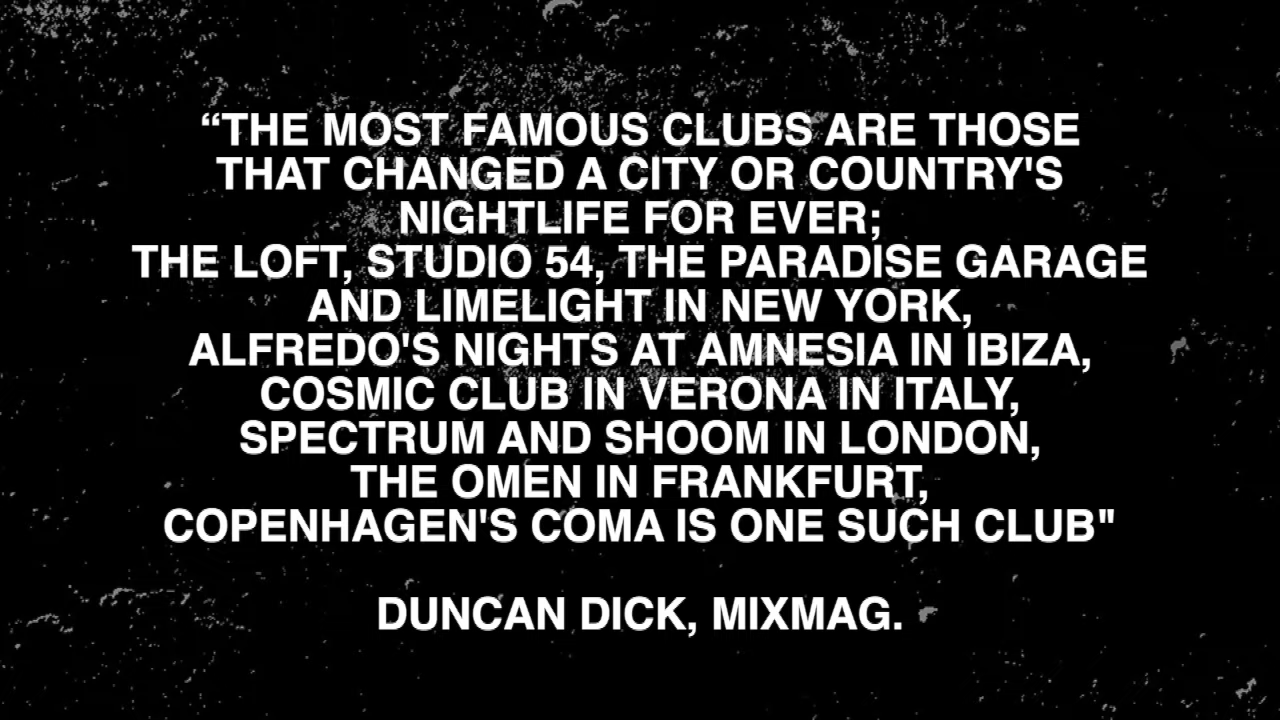 “THE MOST FAMOUS CLUBS ARE THOSE
THAT CHANGED A CITY OR COUNTRY'S
NIGHTLIFE FOR EVER;
THE LOFT, STUDIO 54, THE PARADISE GARAGE
AND LIMELIGHT IN NEW YORK,
ALFREDO'S NIGHTS AT AMNESIA IN IBIZA,
COSMIC CLUB IN VERONA IN ITALY,
SPECTRUM AND SHOOM IN LONDON,
THE OMEN IN FRANKFURT,
COPENHAGEN'S COMA IS ONE SUCH CLUB"
DUNCAN DICK, MIXMAG.